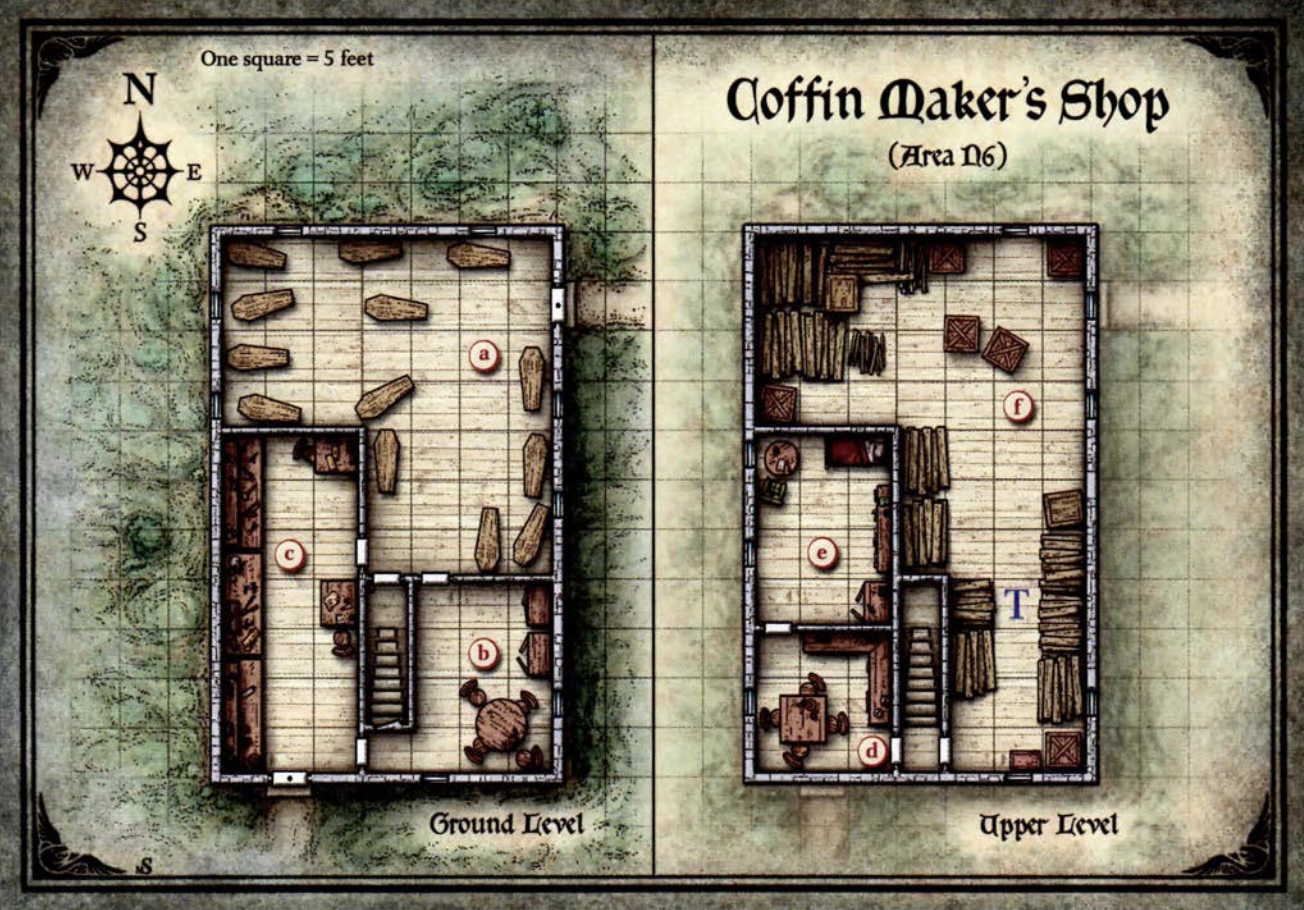 One square = 5 feet
N
W E
S
Coffin Maker's Shop
(Area N6)
a
b
c
Ground Level
f
e
T
d
Upper Level